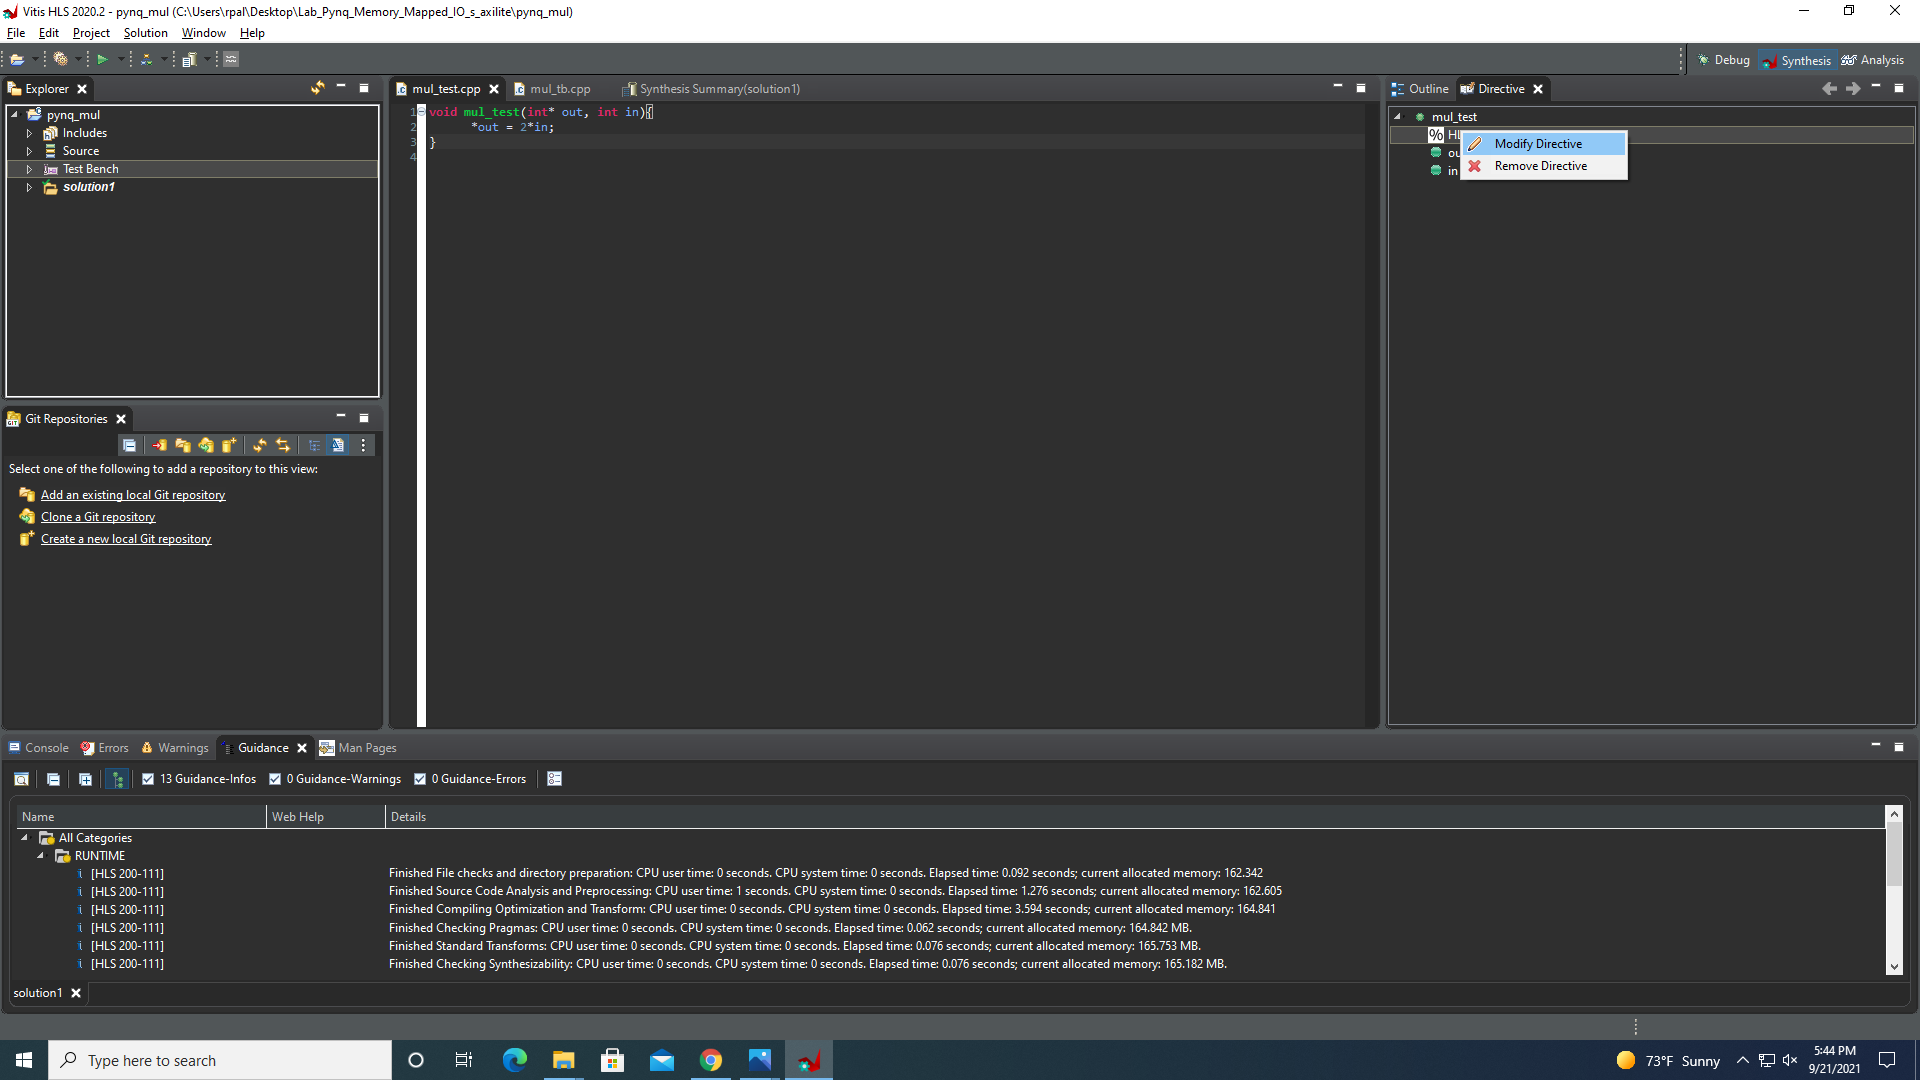 Vitis HLS 2020.2 - pynq_mul (C:\Users\rpal\Desktop\Lab_Pynq_Memory_Mapped_IO_s_axilite\pynq_mul)
File Edit Project Solution Window Help
Debug Synthesis Analysis
Explorer
pynq_mul
Includes
Source
Test Bench
solution1
Git Repositories
Select one of the following to add a repository to this view:
Add an existing local Git repository
Clone a Git repository
Create a new local Git repository
mul_test.cpp mul_tb.cpp Synthesis Summary(solution1)
1 void mul_test(int* out, int in){
2 *out = 2*in;
3 }
4
Outline Directive
mul_test
% HL
ou
in
Modify Directive
Remove Directive
Console Errors Warnings Guidance Man Pages
13 Guidance-Infos 0 Guidance-Warnings 0 Guidance-Errors
Name Web Help Details
All Categories
RUNTIME
[HLS 200-111] Finished File checks and directory preparation: CPU user time: 0 seconds. CPU system time: 0 seconds. Elapsed time: 0.092 seconds; current allocated memory: 162.342
[HLS 200-111] Finished Source Code Analysis and Preprocessing: CPU user time: 1 seconds. CPU system time: 0 seconds. Elapsed time: 1.276 seconds; current allocated memory: 162.605
[HLS 200-111] Finished Compiling Optimization and Transform: CPU user time: 0 seconds. CPU system time: 0 seconds. Elapsed time: 3.594 seconds; current allocated memory: 164.841
[HLS 200-111] Finished Checking Pragmas: CPU user time: 0 seconds. CPU system time: 0 seconds. Elapsed time: 0.062 seconds; current allocated memory: 164.842 MB.
[HLS 200-111] Finished Standard Transforms: CPU user time: 0 seconds. CPU system time: 0 seconds. Elapsed time: 0.076 seconds; current allocated memory: 165.753 MB.
[HLS 200-111] Finished Checking Synthesizability: CPU user time: 0 seconds. CPU system time: 0 seconds. Elapsed time: 0.076 seconds; current allocated memory: 165.182 MB.
solution1
Type here to search
73°F Sunny
5:44 PM
9/21/2021